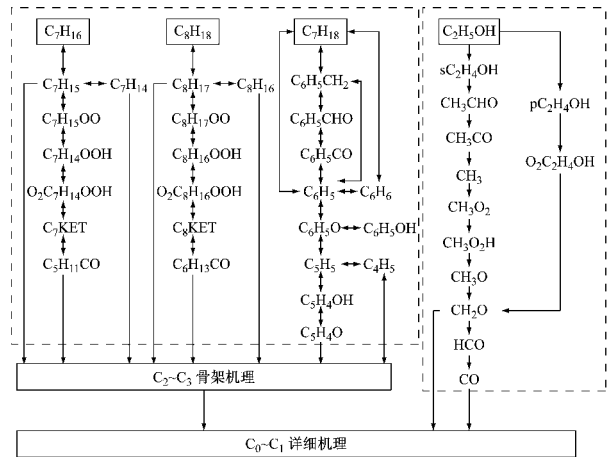 C₇H₁₆ C₈H₁₈ C₇H₁₈ C₂H₅OH
C₇H₁₅ C₇H₁₄ C₈H₁₇ C₈H₁₆ C₆H₅CH₂ sC₂H₄OH
C₇H₁₅OO C₈H₁₇OO C₆H₅CHO CH₃CHO pC₂H₄OH
C₇H₁₄OOH C₈H₁₆OOH C₆H₅CO CH₃CO O₂C₂H₄OH
O₂C₇H₁₄OOH O₂C₈H₁₆OOH C₆H₅ C₆H₆ CH₃
C₇KET C₈KET C₆H₅O C₆H₅OH CH₃O₂
C₅H₁₁CO C₆H₁₃CO C₅H₅ C₄H₅ CH₃O₂H
C₅H₄OH CH₃O
C₅H₄O CH₂O
HCO
C₂~C₃ 骨架机理 CO
C₀~C₁ 详细机理